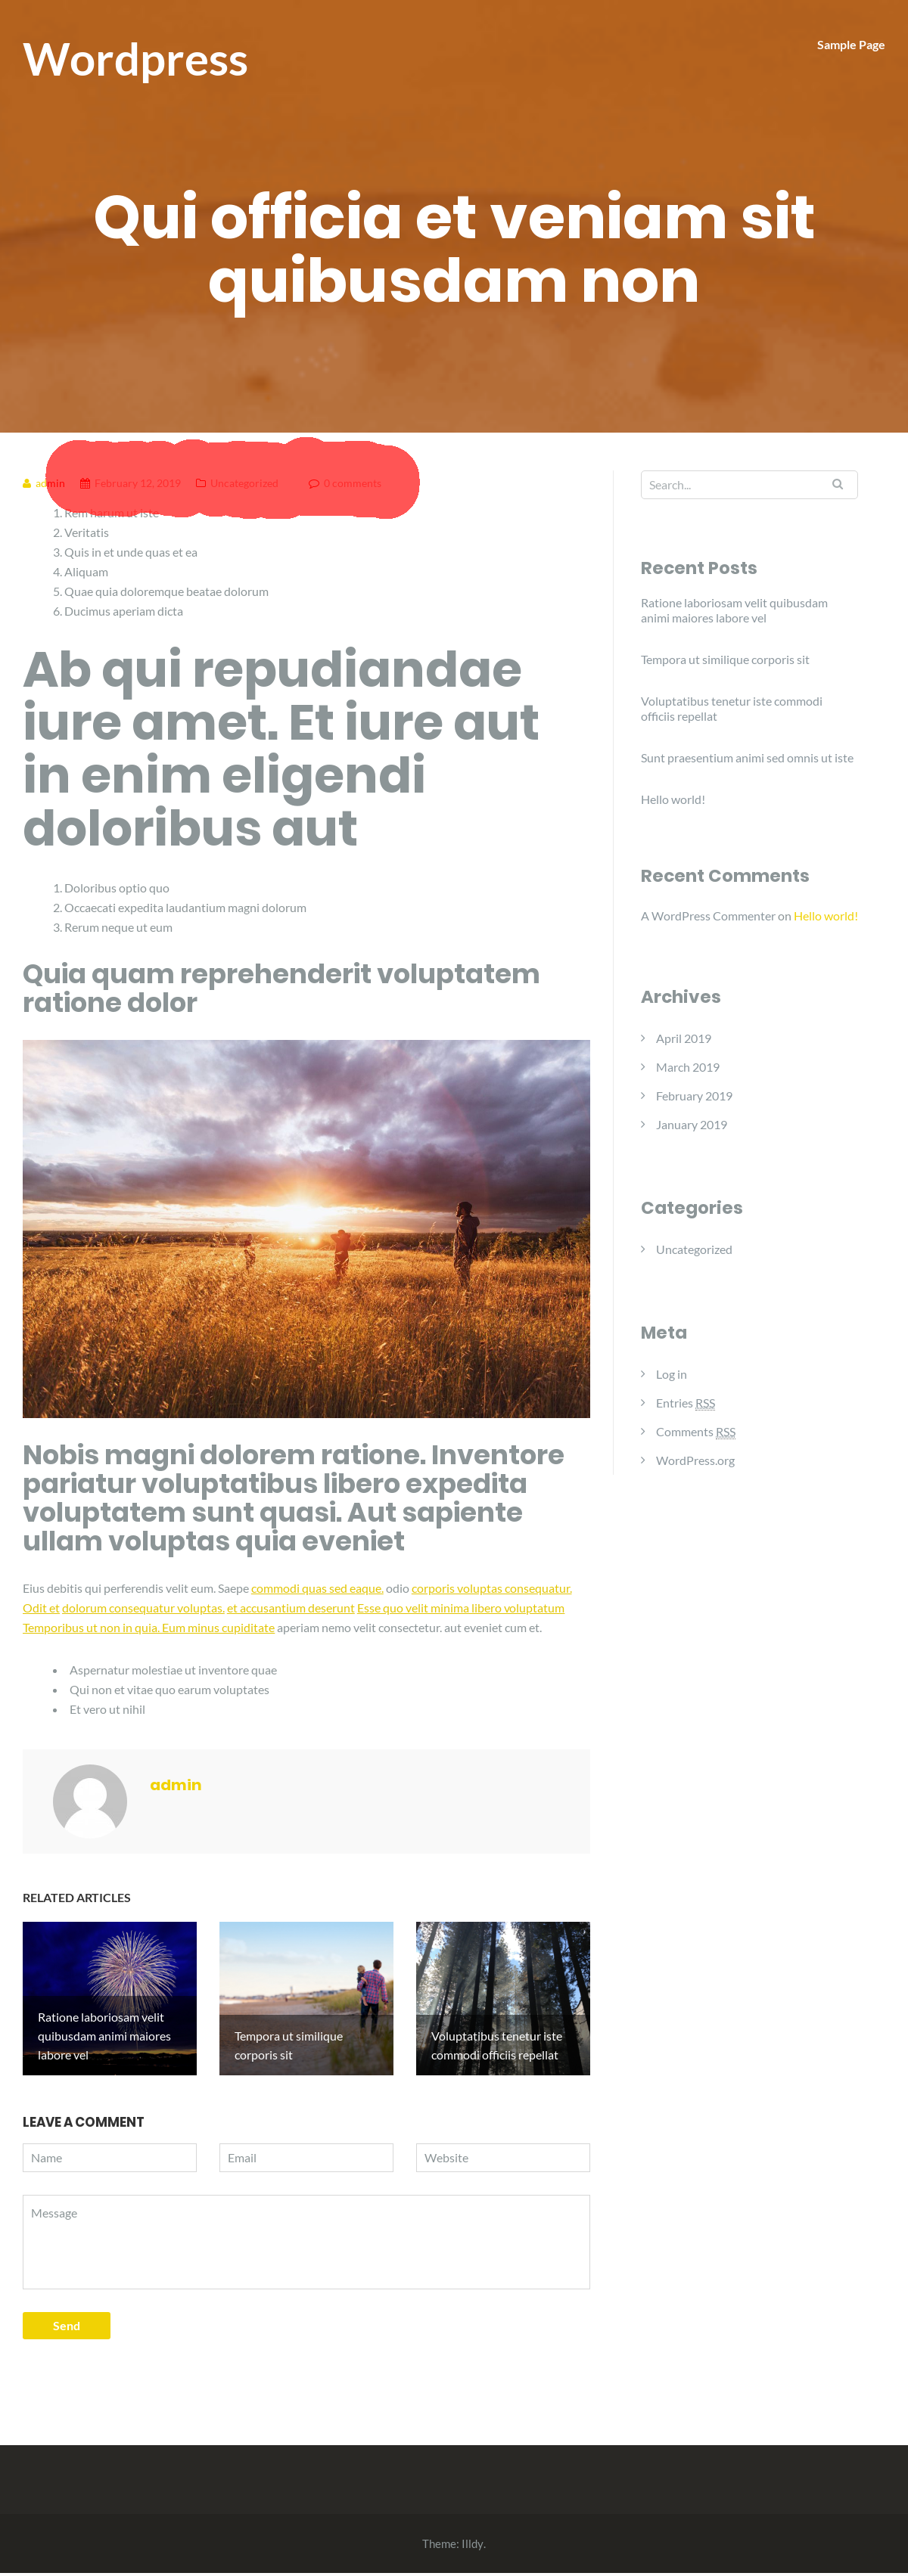 Wordpress
Sample Page
Qui officia et veniam sit
quibusdam non
admin February 12, 2019 Uncategorized 0 comments
1. Rem harum ut iste
2. Veritatis
3. Quis in et unde quas et ea
4. Aliquam
5. Quae quia doloremque beatae dolorum
6. Ducimus aperiam dicta
Ab qui repudiandae
iure amet. Et iure aut
in enim eligendi
doloribus aut
1. Doloribus optio quo
2. Occaecati expedita laudantium magni dolorum
3. Rerum neque ut eum
Quia quam reprehenderit voluptatem
ratione dolor
Nobis magni dolorem ratione. Inventore
pariatur voluptatibus libero expedita
voluptatem sunt quasi. Aut sapiente
ullam voluptas quia eveniet
Eius debitis qui perferendis velit eum. Saepe commodi quas sed eaque. odio corporis voluptas consequatur.
Odit et dolorum consequatur voluptas. et accusantium deserunt Esse quo velit minima libero voluptatum
Temporibus ut non in quia. Eum minus cupiditate aperiam nemo velit consectetur. aut eveniet cum et.
• Aspernatur molestiae ut inventore quae
• Qui non et vitae quo earum voluptates
• Et vero ut nihil
admin
RELATED ARTICLES
Ratione laboriosam velit
quibusdam animi maiores
labore vel
Tempora ut similique
corporis sit
Voluptatibus tenetur iste
commodi officiis repellat
LEAVE A COMMENT
Name
Email
Website
Message
Send
Search...
Recent Posts
Ratione laboriosam velit quibusdam
animi maiores labore vel
Tempora ut similique corporis sit
Voluptatibus tenetur iste commodi
officiis repellat
Sunt praesentium animi sed omnis ut iste
Hello world!
Recent Comments
A WordPress Commenter on Hello world!
Archives
April 2019
March 2019
February 2019
January 2019
Categories
Uncategorized
Meta
Log in
Entries RSS
Comments RSS
WordPress.org
Theme: Illdy.